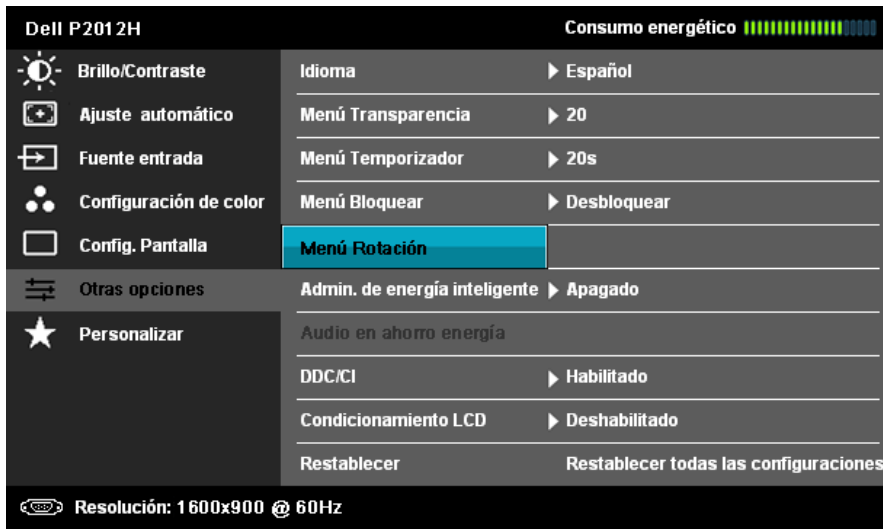 Dell P2012H Consumo energético
Brillo/Contraste Idioma Español
Ajuste automático Menú Transparencia 20
Fuente entrada Menú Temporizador 20s
Configuración de color Menú Bloquear Desbloquear
Config. Pantalla Menú Rotación
Otras opciones Admin. de energía inteligente Apagado
Personalizar Audio en ahorro energía
DDC/CI Habilitado
Condicionamiento LCD Deshabilitado
Restablecer Restablecer todas las configuraciones
Resolución: 1600x900 @ 60Hz